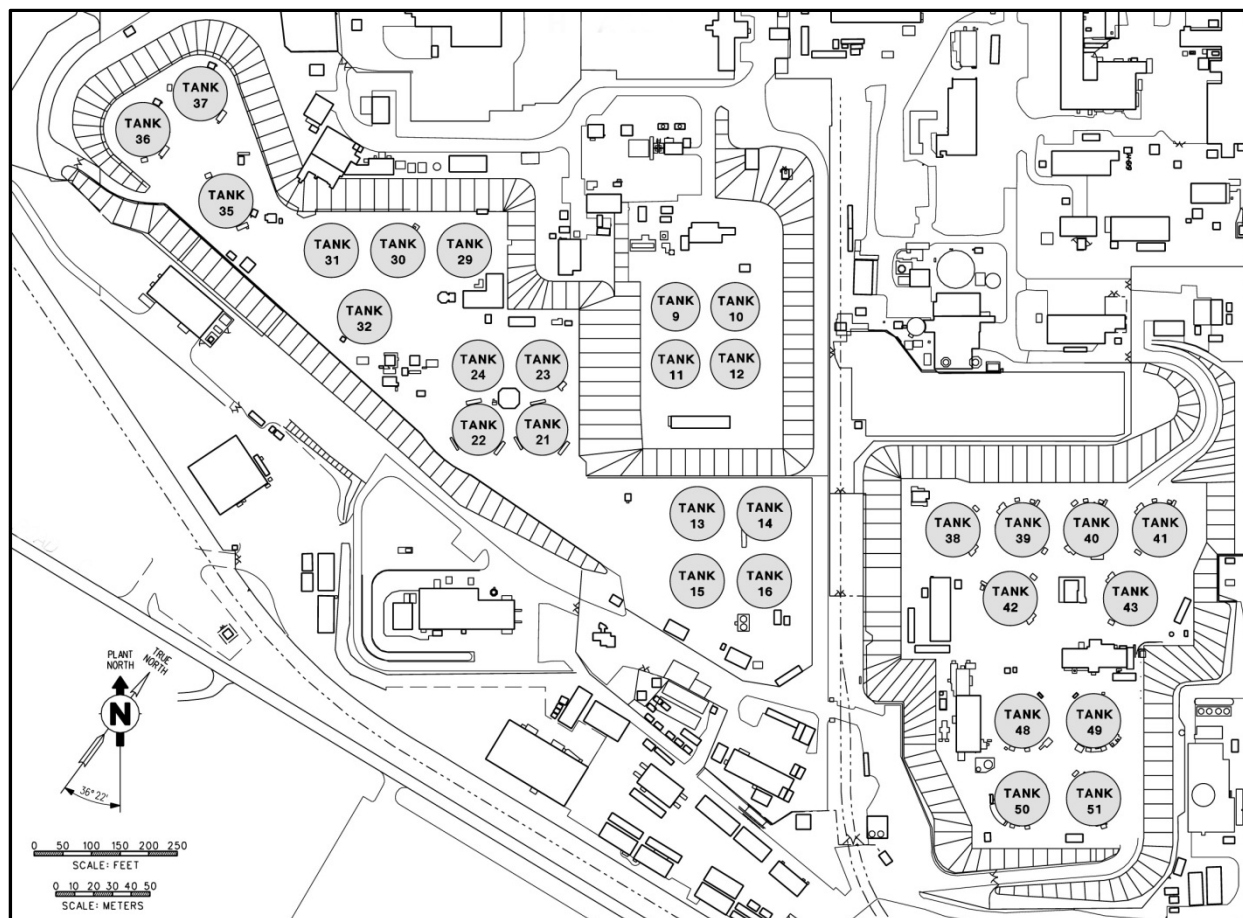 TANK
37
TANK
36
TANK
35
TANK
31
TANK
30
TANK
29
TANK
32
TANK
9
TANK
10
TANK
24
TANK
23
TANK
11
TANK
12
TANK
22
TANK
21
TANK
13
TANK
14
TANK
38
TANK
39
TANK
40
TANK
41
TANK
15
TANK
16
TANK
42
TANK
43
TANK
48
TANK
49
TANK
50
TANK
51
PLANT
NORTH
TRUE
NORTH
N
36° 22'
0 50 100 150 200 250
SCALE: FEET
0 10 20 30 40 50
SCALE: METERS